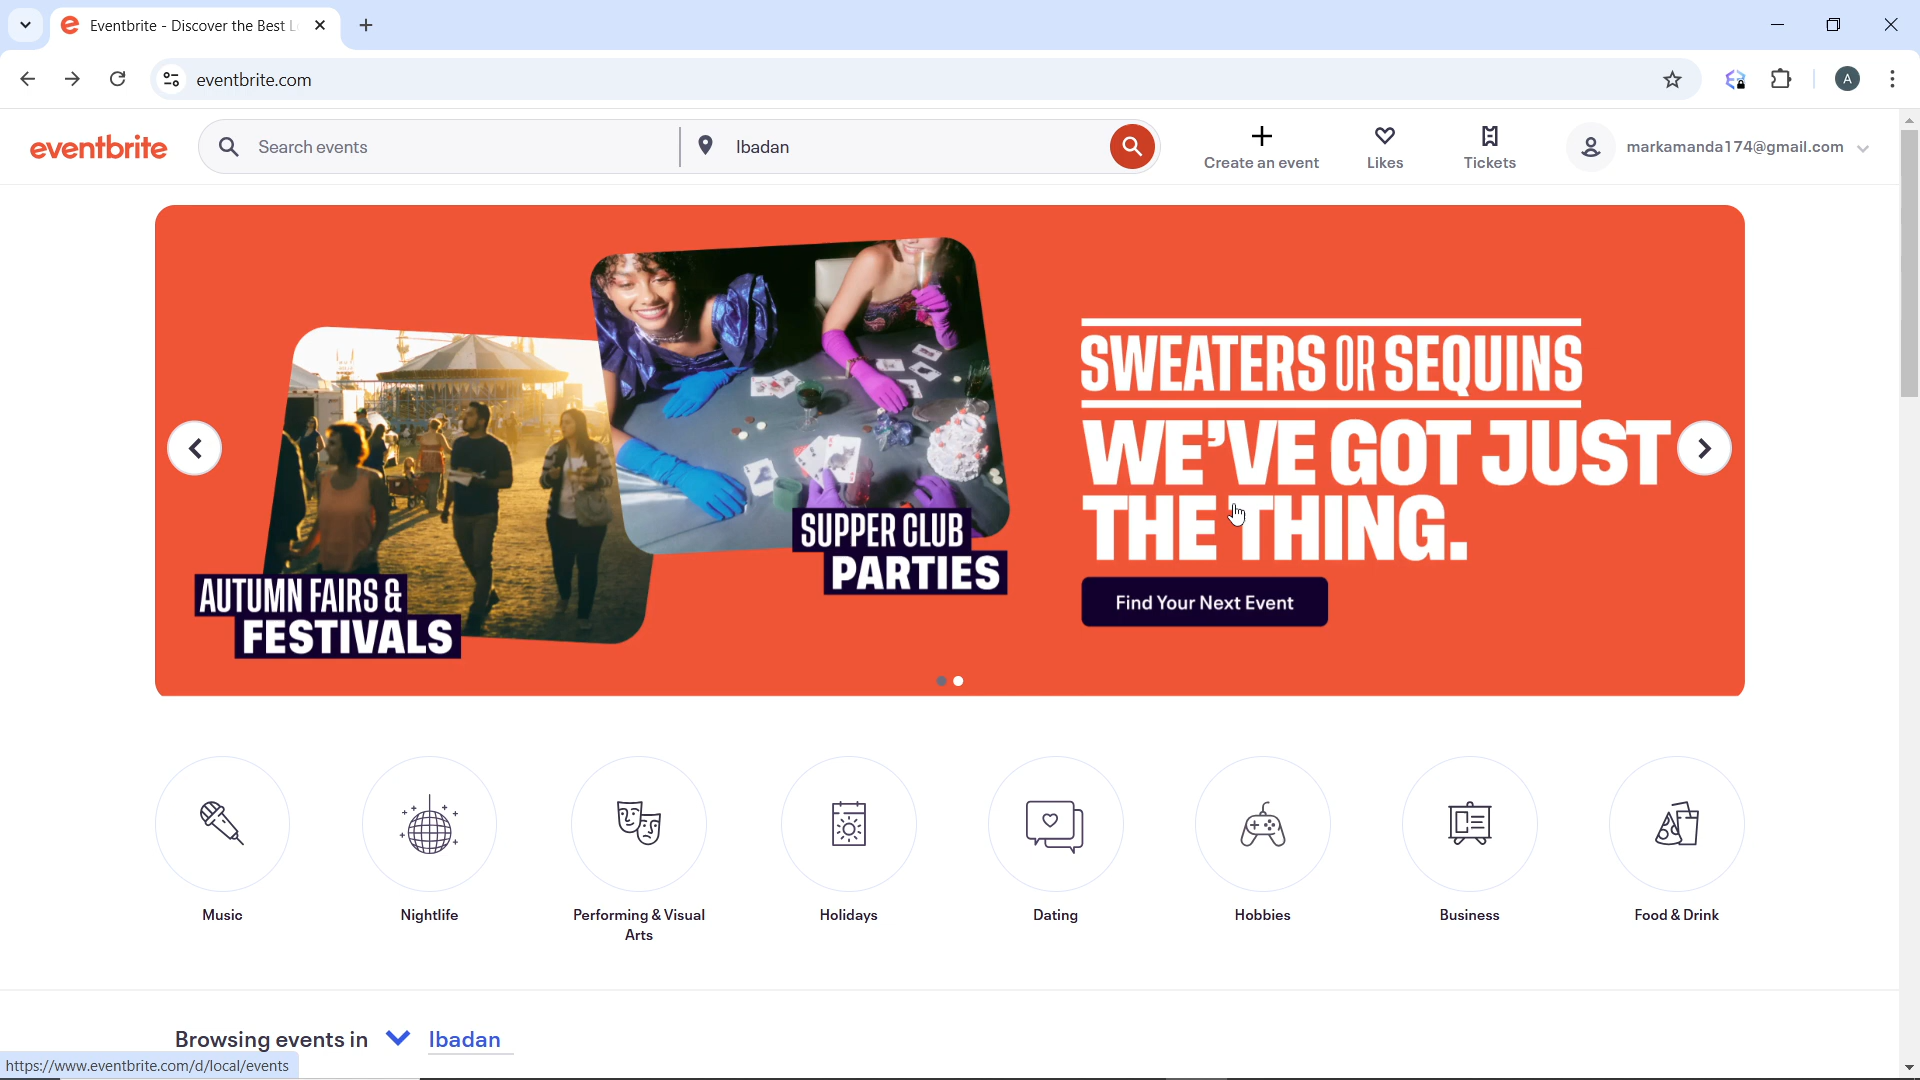 Eventbrite - Discover the Best L
eventbrite.com
A
eventbrite
Search events
Ibadan
Create an event
Likes
Tickets
markamanda174@gmail.com
SWEATERS OR SEQUINS
WE'VE GOT JUST
THE THING.
Find Your Next Event
SUPPER CLUB
PARTIES
AUTUMN FAIRS &
FESTIVALS
Music
Nightlife
Performing & Visual
Arts
Holidays
Dating
Hobbies
Business
Food & Drink
Browsing events in Ibadan
https://www.eventbrite.com/d/local/events